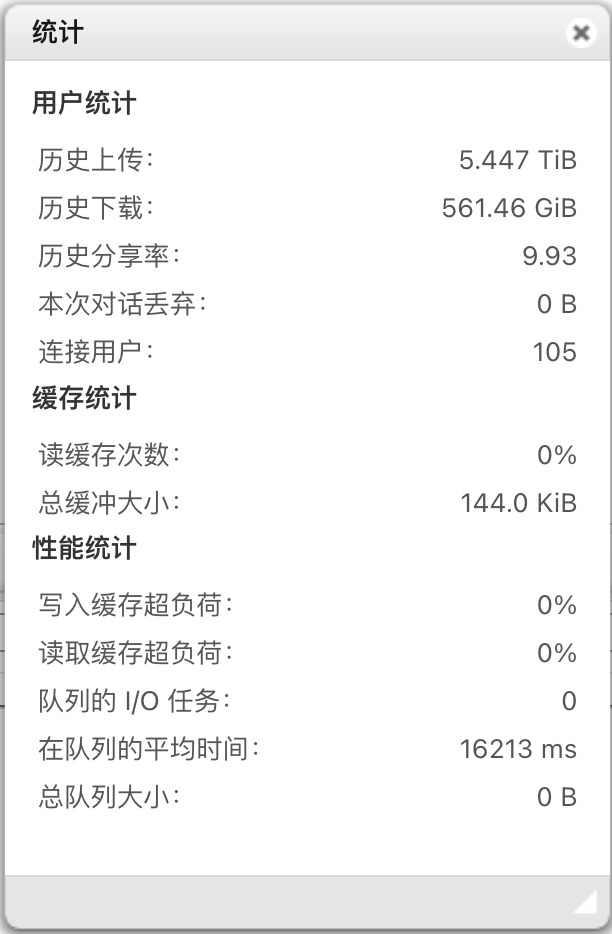 统计
用户统计
历史上传： 5.447 TiB
历史下载： 561.46 GiB
历史分享率： 9.93
本次对话丢弃： 0 B
连接用户： 105
缓存统计
读缓存次数： 0%
总缓冲大小： 144.0 KiB
性能统计
写入缓存超负荷： 0%
读取缓存超负荷： 0%
队列的 I/O 任务： 0
在队列的平均时间： 16213 ms
总队列大小： 0 B